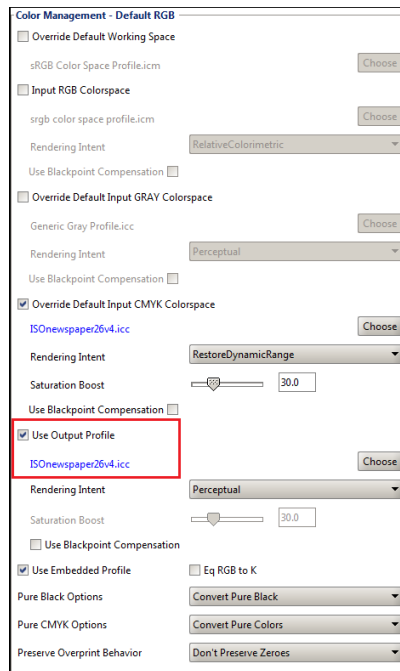 Color Management - Default RGB
Override Default Working Space
sRGB Color Space Profile.icm Choose
Input RGB Colorspace
srgb color space profile.icm Choose
Rendering Intent RelativeColorimetric
Use Blackpoint Compensation
Override Default Input GRAY Colorspace
Generic Gray Profile.icc Choose
Rendering Intent Perceptual
Use Blackpoint Compensation
Override Default Input CMYK Colorspace
ISOnewspaper26v4.icc Choose
Rendering Intent RestoreDynamicRange
Saturation Boost 30.0
Use Blackpoint Compensation
Use Output Profile
ISOnewspaper26v4.icc Choose
Rendering Intent Perceptual
Saturation Boost 30.0
Use Blackpoint Compensation
Use Embedded Profile Eq RGB to K
Pure Black Options Convert Pure Black
Pure CMYK Options Convert Pure Colors
Preserve Overprint Behavior Don't Preserve Zeroes